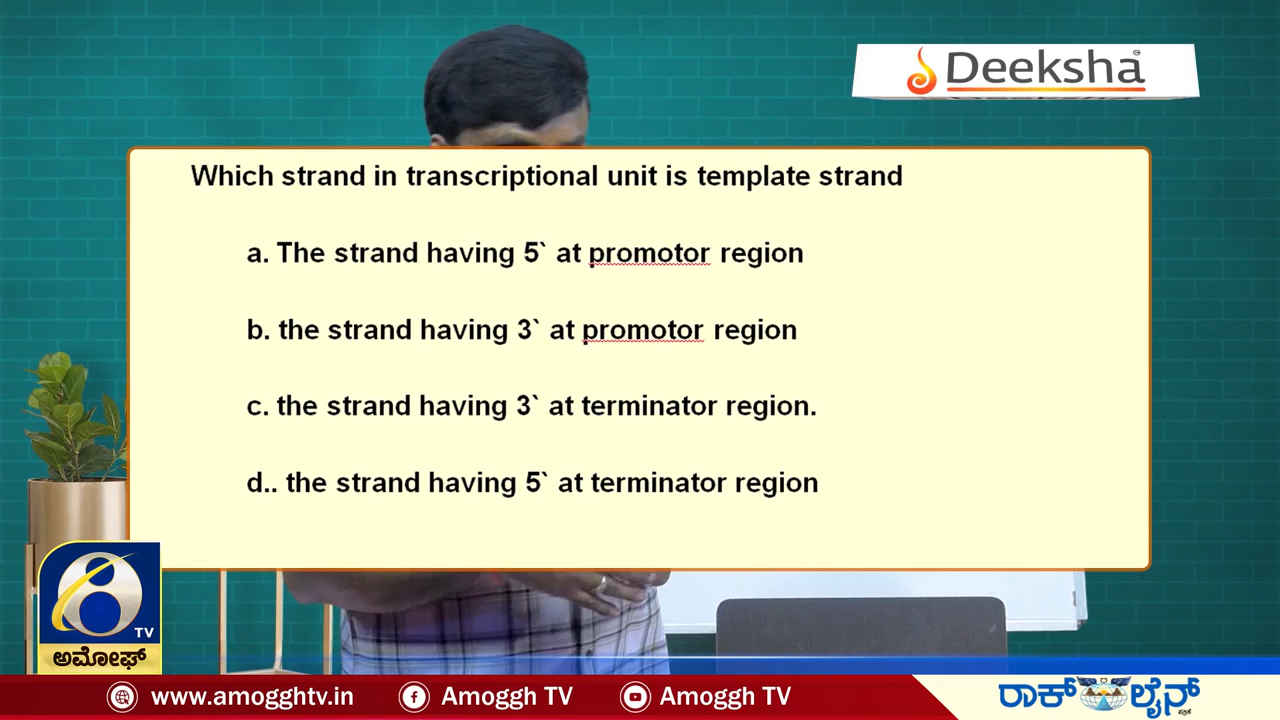 Deeksha
Which strand in transcriptional unit is template strand
a. The strand having 5` at promotor region
b. the strand having 3` at promotor region
c. the strand having 3` at terminator region.
d.. the strand having 5` at terminator region
TV
ಅಮೋಘ್
www.amogghtv.in
Amoggh TV
Amoggh TV
ರಾಕ್ ಲೈನ್